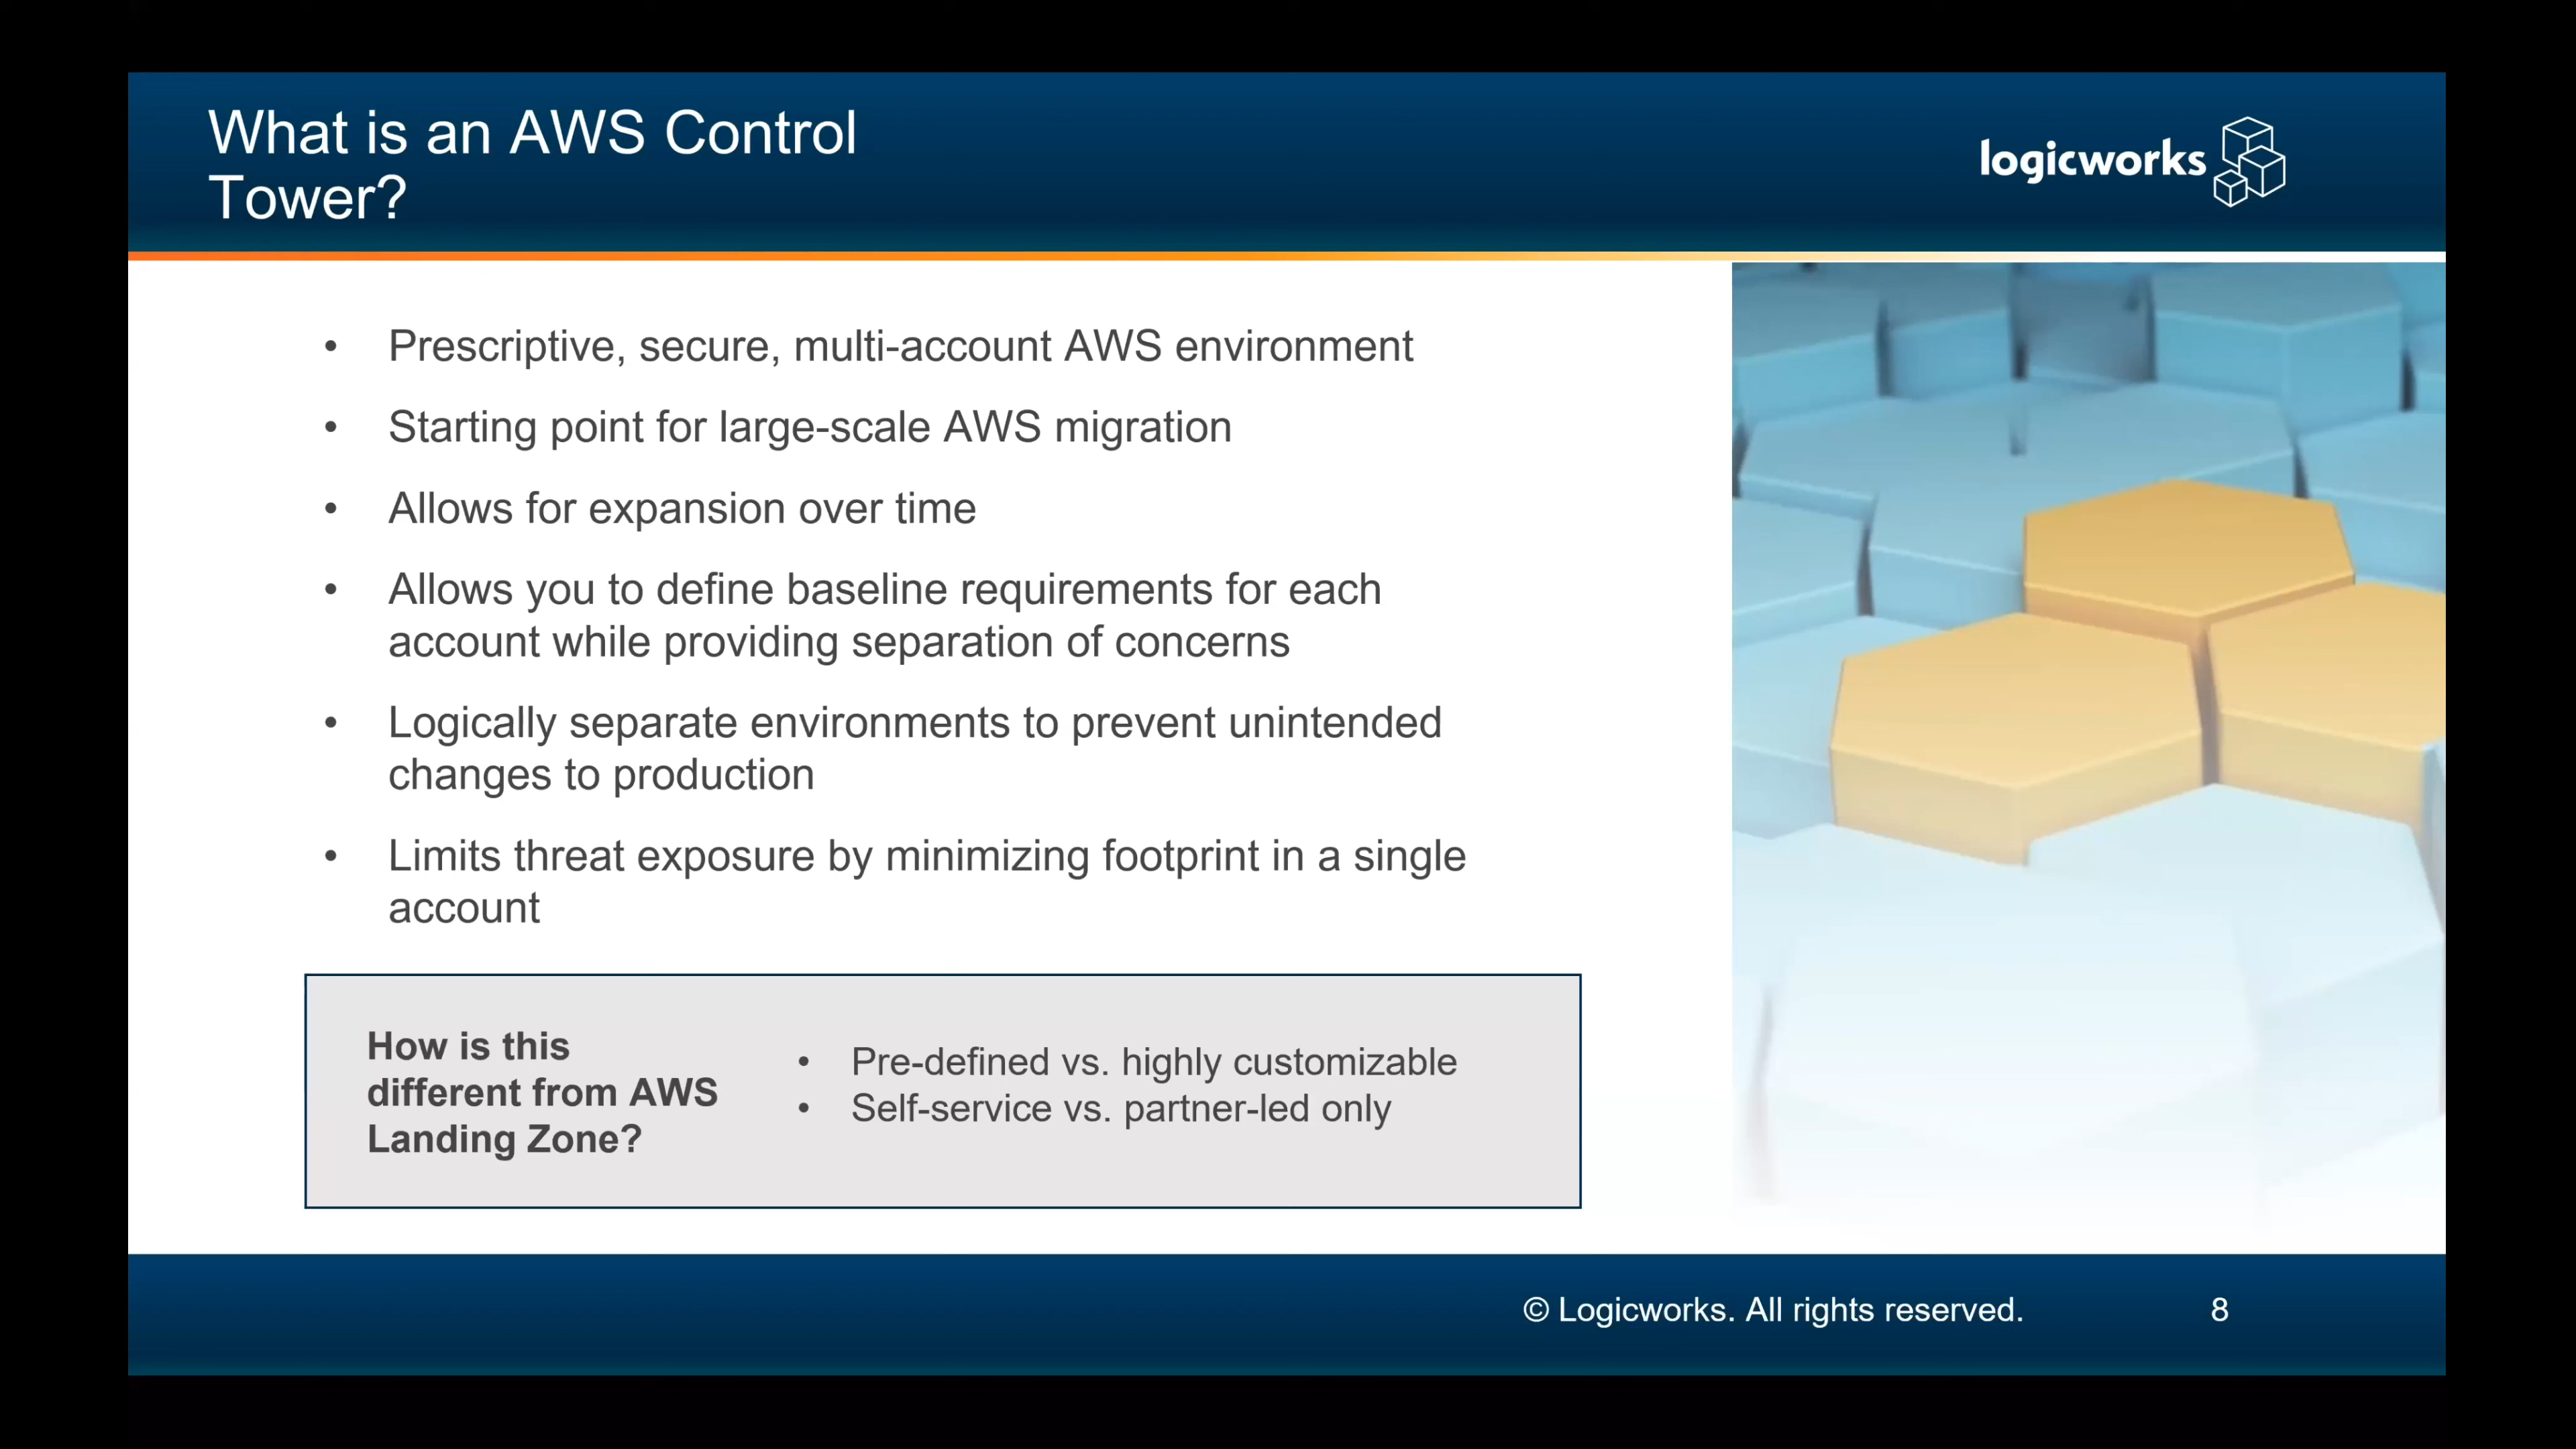 What is an AWS Control
Tower?
logicworks
• Prescriptive, secure, multi-account AWS environment
• Starting point for large-scale AWS migration
• Allows for expansion over time
• Allows you to define baseline requirements for each
account while providing separation of concerns
• Logically separate environments to prevent unintended
changes to production
• Limits threat exposure by minimizing footprint in a single
account
How is this
different from AWS
Landing Zone?
• Pre-defined vs. highly customizable
• Self-service vs. partner-led only
© Logicworks. All rights reserved.
8